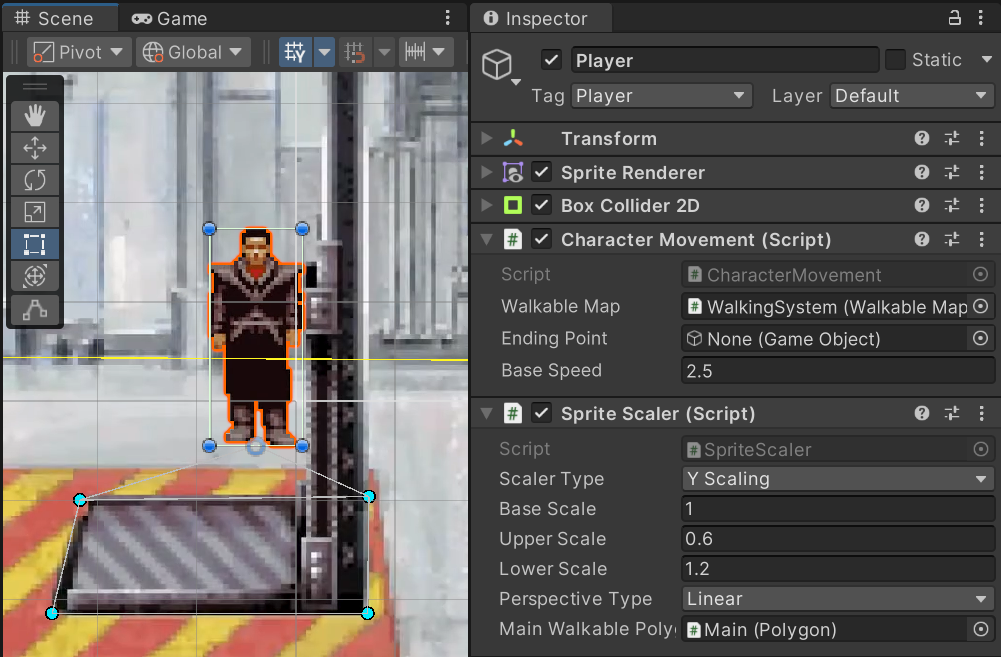 Scene Game
Pivot Global
Inspector
Player Static
Tag Player Layer Default
Transform
Sprite Renderer
Box Collider 2D
# Character Movement (Script)
Script # CharacterMovement
Walkable Map # WalkingSystem (Walkable Map
Ending Point None (Game Object)
Base Speed 2.5
# Sprite Scaler (Script)
Script # SpriteScaler
Scaler Type Y Scaling
Base Scale 1
Upper Scale 0.6
Lower Scale 1.2
Perspective Type Linear
Main Walkable Poly # Main (Polygon)